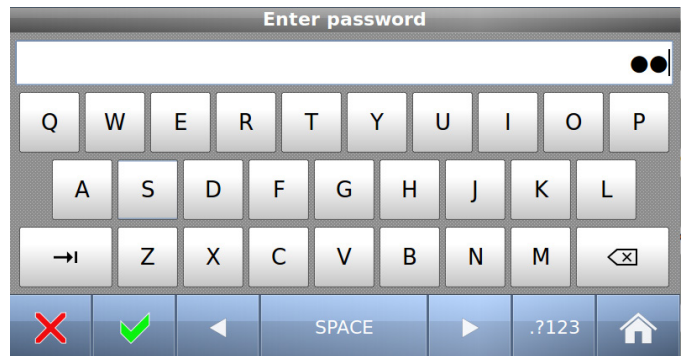 Enter password
●●
Q W E R T Y U I O P
A S D F G H J K L
Z X C V B N M
SPACE .?123